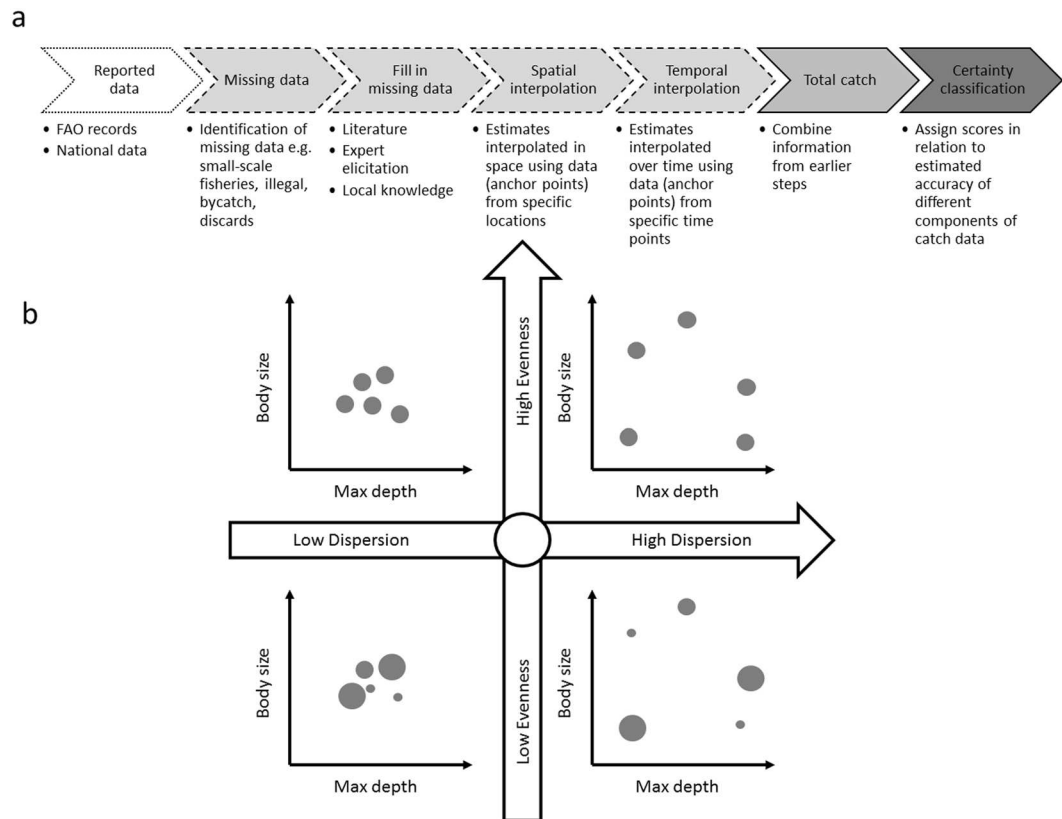 a
Reported
data
Missing data
Fill in
missing data
Spatial
interpolation
Temporal
interpolation
Total catch
Certainty
classification
• FAO records
• National data
• Identification of
missing data e.g.
small-scale
fisheries, illegal,
bycatch,
discards
• Literature
• Expert
elicitation
• Local knowledge
• Estimates
interpolated in
space using data
(anchor points)
from specific
locations
• Estimates
interpolated
over time using
data (anchor
points) from
specific time
points
• Combine
information
from earlier
steps
• Assign scores in
relation to
estimated
accuracy of
different
components of
catch data
b
Body size
Max depth
High Evenness
Body size
Max depth
Low Dispersion
High Dispersion
Body size
Max depth
Low Evenness
Body size
Max depth